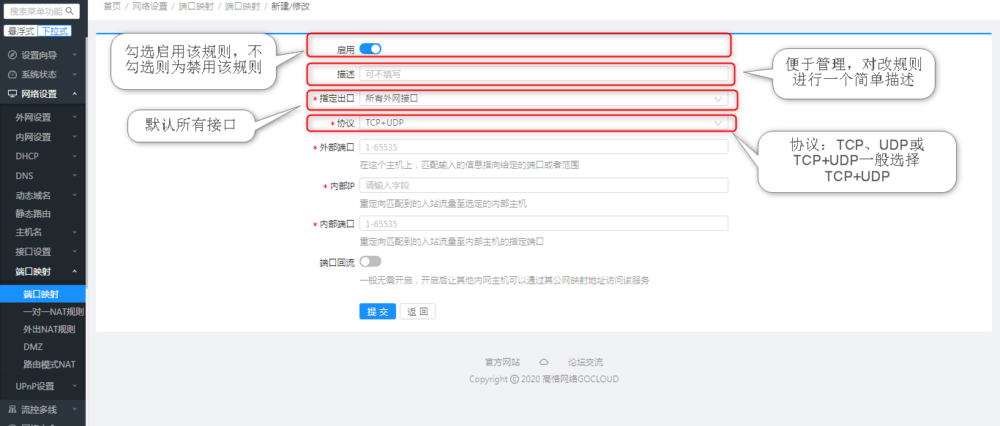 搜索菜单功能
悬浮式 下拉式
设置向导
系统状态
网络设置
外网设置
内网设置
DHCP
DNS
动态域名
静态路由
主机名
接口设置
端口映射
端口映射
一对一NAT规则
外出NAT规则
DMZ
路由模式NAT
UPnP设置
流控多线
首页 / 网络设置 / 端口映射 / 端口映射 / 新建/修改
勾选启用该规则，不
勾选则为禁用该规则
启用
描述 可不填写
便于管理，对改规则
进行一个简单描述
* 指定出口 所有外网接口
默认所有接口
* 协议 TCP+UDP
协议：TCP、UDP或
TCP+UDP一般选择
TCP+UDP
* 外部端口 1-65535
在这个主机上，匹配输入的信息指向给定的端口或者范围
* 内部IP 请输入字段
重定向匹配到的入站流量至选定的内部主机
* 内部端口 1-65535
重定向匹配到的入站流量至内部主机的指定端口
端口回流
一般无需开启，开启后让其他内网主机可以通过其公网映射地址访问该服务
提交 返回
官方网站 论坛交流
Copyright © 2020 高恪网络GOCLOUD